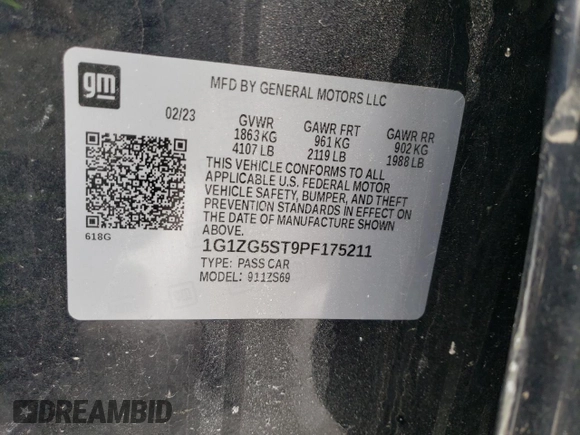 gm
MFD BY GENERAL MOTORS LLC
02/23 GVWR GAWR FRT GAWR RR
1863 KG 961 KG 902 KG
4107 LB 2119 LB 1988 LB
THIS VEHICLE CONFORMS TO ALL
APPLICABLE U.S. FEDERAL MOTOR
VEHICLE SAFETY, BUMPER, AND THEFT
PREVENTION STANDARDS IN EFFECT ON
THE DATE OF MANUFACTURE SHOWN
ABOVE.
618G
1G1ZG5ST9PF175211
TYPE: PASS CAR
MODEL: 911ZS69
DREAMBID